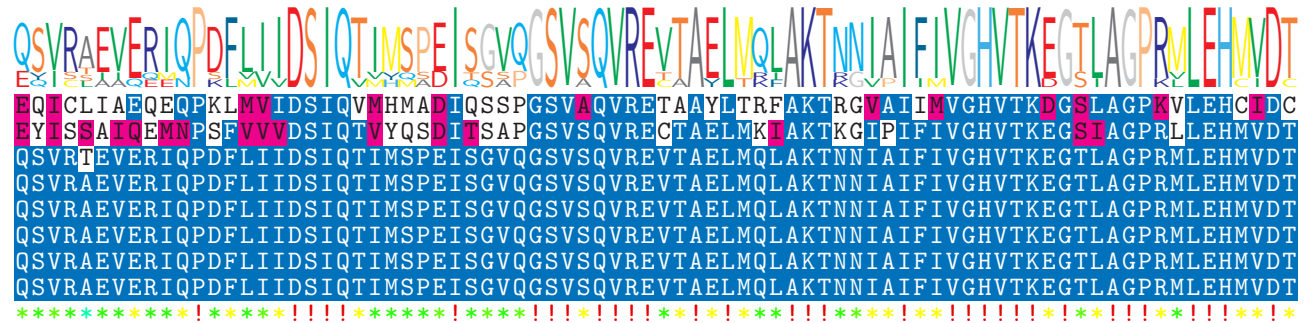 QSVRAEVERIQPDFLIIDSIQTIMSPEISGVQGSVSQVREVTAELMQLAKTNNIAIFIVGHVTKEGTLAGPRMLEHMVDT
EQICLIAEQEQPKLMVIDSIQVMHMADIQSSPGSVAQVRETAAYLTRFAKTRGVAIIMVGHVTKDGSLAGPKVLEHCIDC
EYISSAIQEMNPSFVVVDSIQTVYQSDITSAPGSVSQVRECTAELMKIAKTKGIPIFIVGHVTKEGSIAGPRLLEHMVDT
QSVRTEVERIQPDFLIIDSIQTIMSPEISGVQGSVSQVREVTAELMQLAKTNNIAIFIVGHVTKEGTLAGPRMLEHMVDT
QSVRAEVERIQPDFLIIDSIQTIMSPEISGVQGSVSQVREVTAELMQLAKTNNIAIFIVGHVTKEGTLAGPRMLEHMVDT
QSVRAEVERIQPDFLIIDSIQTIMSPEISGVQGSVSQVREVTAELMQLAKTNNIAIFIVGHVTKEGTLAGPRMLEHMVDT
QSVRAEVERIQPDFLIIDSIQTIMSPEISGVQGSVSQVREVTAELMQLAKTNNIAIFIVGHVTKEGTLAGPRMLEHMVDT
QSVRAEVERIQPDFLIIDSIQTIMSPEISGVQGSVSQVREVTAELMQLAKTNNIAIFIVGHVTKEGTLAGPRMLEHMVDT
QSVRAEVERIQPDFLIIDSIQTIMSPEISGVQGSVSQVREVTAELMQLAKTNNIAIFIVGHVTKEGTLAGPRMLEHMVDT
***********!*****!!!!******!****!!!*!!!!**!*!***!!!****!**!!!!!!*!**!!!**!!!**!*